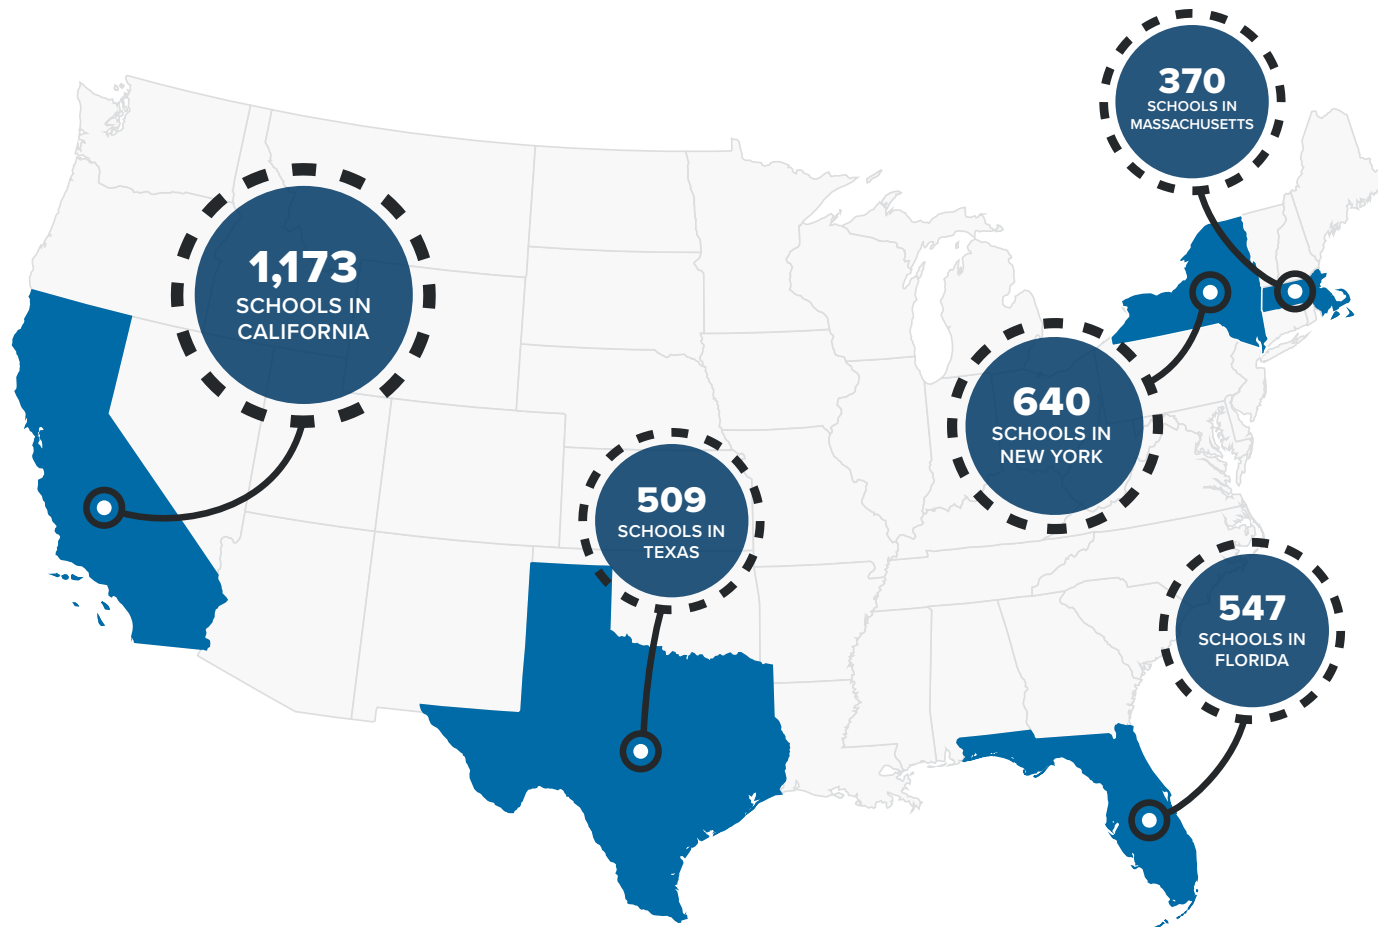 370
SCHOOLS IN
MASSACHUSETTS
1,173
SCHOOLS IN
CALIFORNIA
640
SCHOOLS IN
NEW YORK
509
SCHOOLS IN
TEXAS
547
SCHOOLS IN
FLORIDA